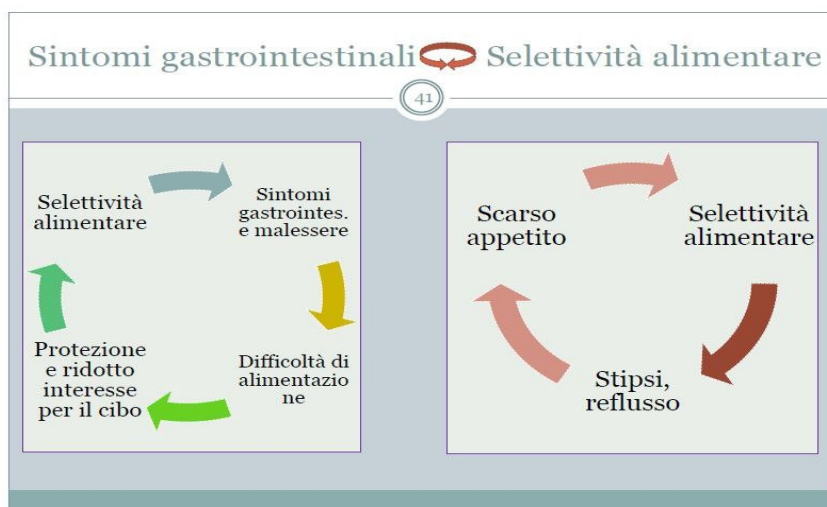 Sintomi gastrointestinali Selettività alimentare
41
Selettività
alimentare
Sintomi
gastrointes.
e malessere
Difficoltà di
alimentazio
ne
Protezione
e ridotto
interesse
per il cibo
Scarso
appetito
Selettività
alimentare
Stipsi,
reflusso